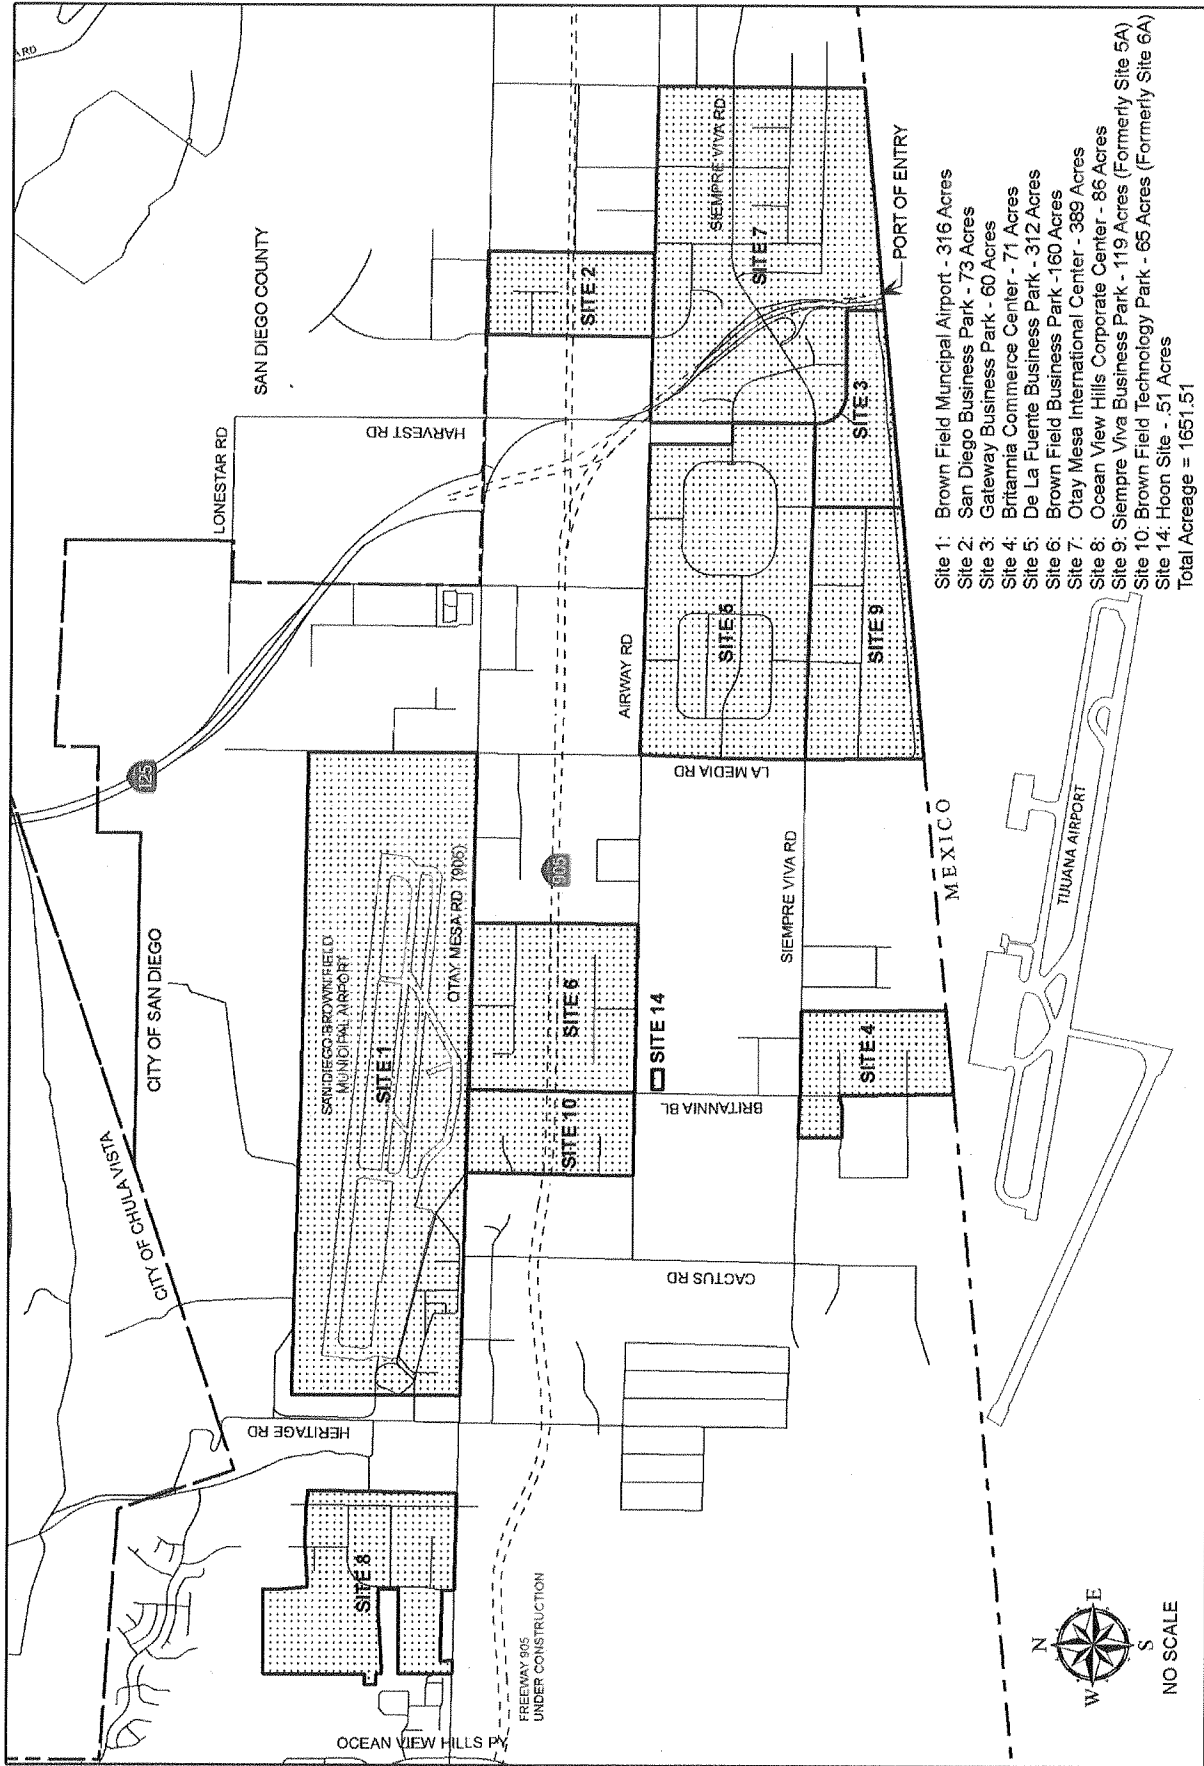 A RD
SAN DIEGO COUNTY
LONESTAR RD
HARVEST RD
125
CITY OF SAN DIEGO
CITY OF CHULA VISTA
SAN DIEGO BROWN FIELD
MUNICIPAL AIRPORT
SITE 1
OTAY MESA RD (905)
HERITAGE RD
SITE 8
OCEAN VIEW HILLS PY
FREEWAY 905
UNDER CONSTRUCTION
905
SITE 2
SITE 6
SITE 10
SITE 14
BRITANNIA BL
CACTUS RD
AIRWAY RD
LA MEDIA RD
SIEMPRE VIVA RD
SITE 4
SITE 5
SITE 9
SITE 3
SITE 7
SIEMPRE VIVA RD
PORT OF ENTRY
MEXICO
TIJUANA AIRPORT
Site 1: Brown Field Muncipal Airport - 316 Acres
Site 2: San Diego Business Park - 73 Acres
Site 3: Gateway Business Park - 60 Acres
Site 4: Britannia Commerce Center - 71 Acres
Site 5: De La Fuente Business Park - 312 Acres
Site 6: Brown Field Business Park -160 Acres
Site 7: Otay Mesa International Center - 389 Acres
Site 8: Ocean View Hills Corporate Center - 86 Acres
Site 9: Siempre Viva Business Park - 119 Acres (Formerly Site 5A)
Site 10: Brown Field Technology Park - 65 Acres (Formerly Site 6A)
Site 14: Hoon Site - .51 Acres
Total Acreage = 1651.51
N
W
E
S
NO SCALE